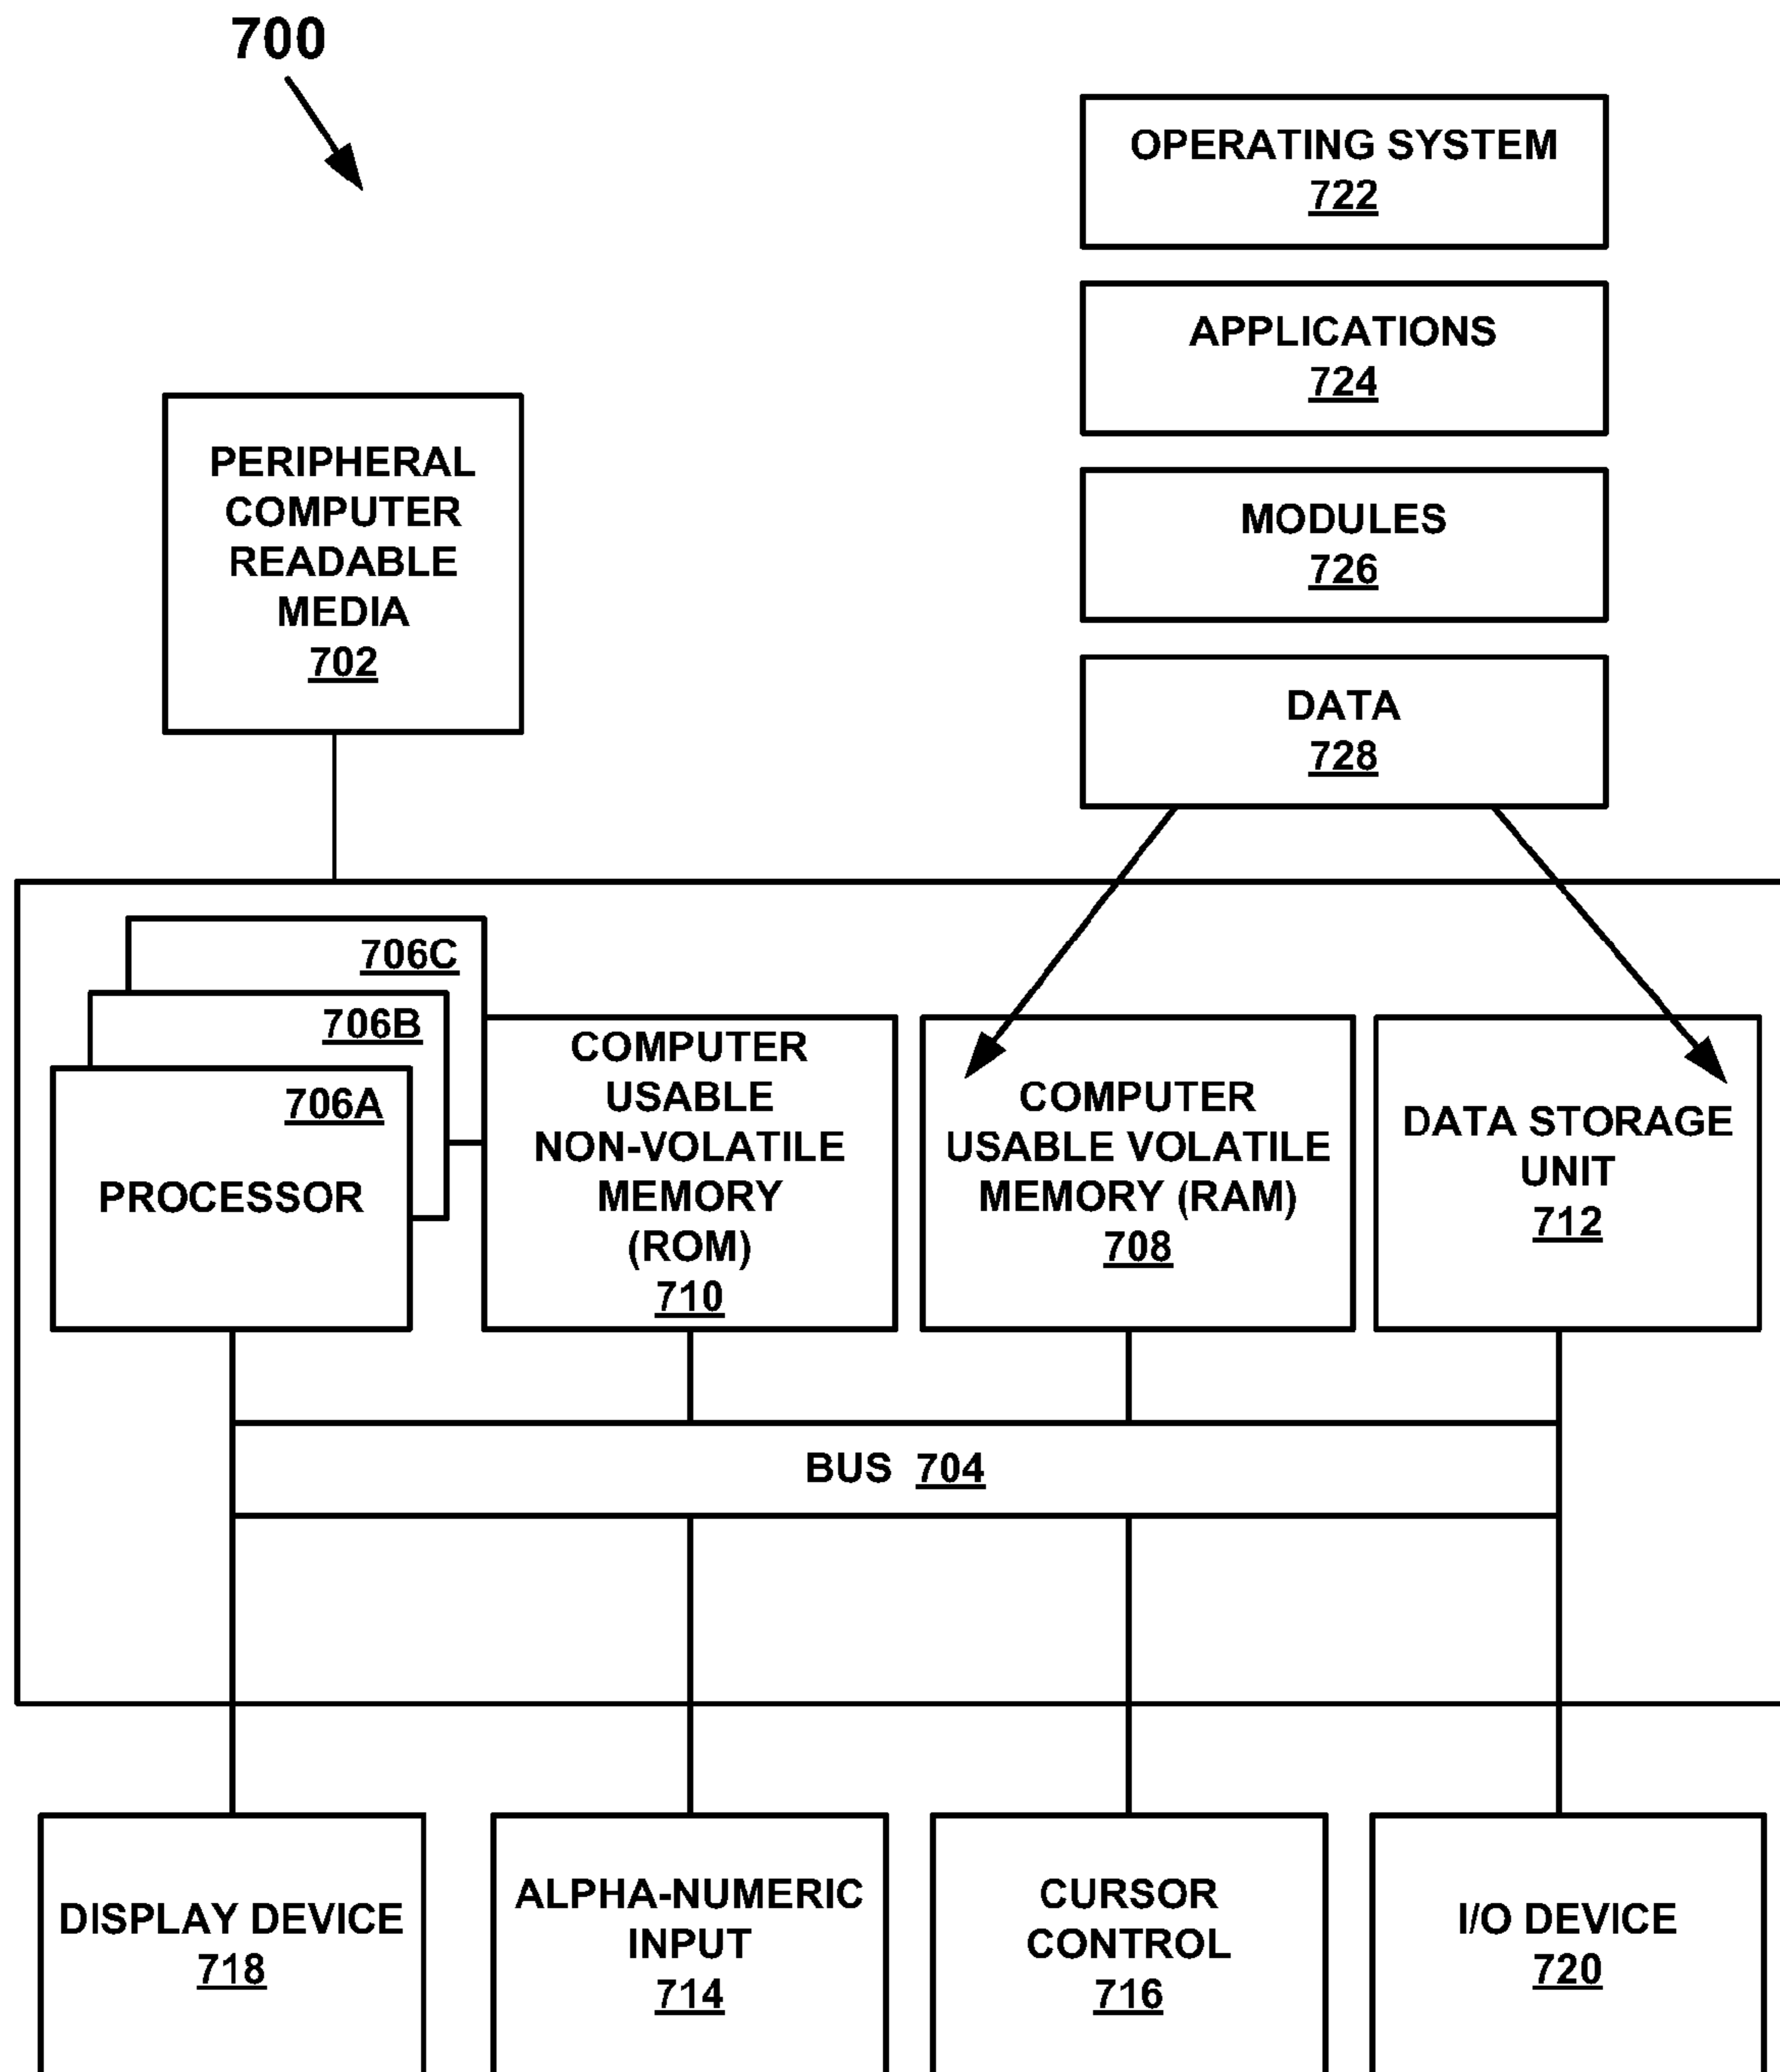 700
OPERATING SYSTEM
722
APPLICATIONS
724
MODULES
726
DATA
728
PERIPHERAL
COMPUTER
READABLE
MEDIA
702
706C
706B
706A
PROCESSOR
COMPUTER
USABLE
NON-VOLATILE
MEMORY
(ROM)
710
COMPUTER
USABLE VOLATILE
MEMORY (RAM)
708
DATA STORAGE
UNIT
712
BUS 704
DISPLAY DEVICE
718
ALPHA-NUMERIC
INPUT
714
CURSOR
CONTROL
716
I/O DEVICE
720